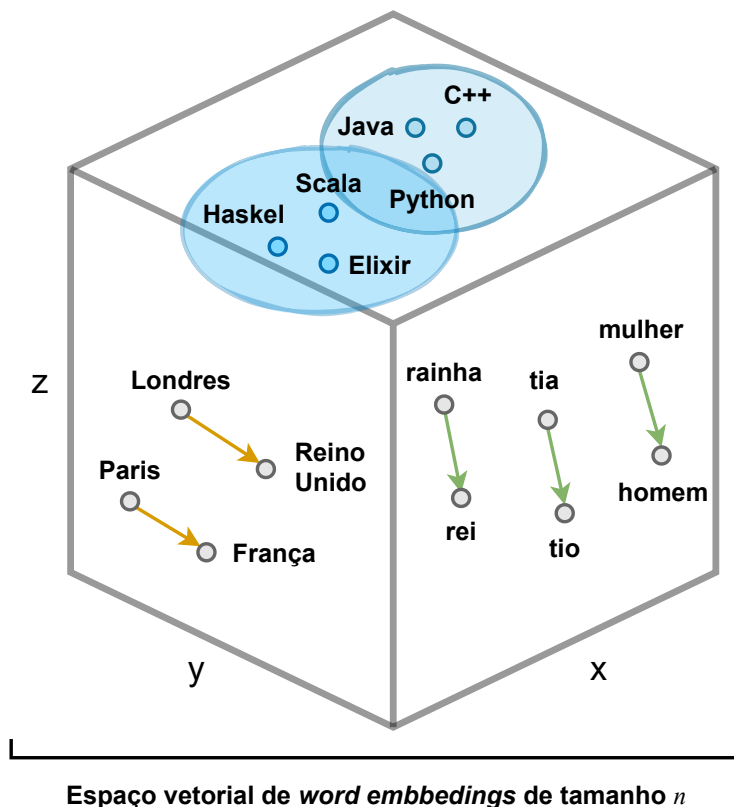 C++
Java
Python
Scala
Haskel
Elixir
mulher
rainha
tia
z
Londres
Reino
Unido
Paris
homem
rei
tio
França
y
x
Espaço vetorial de word embbedings de tamanho n